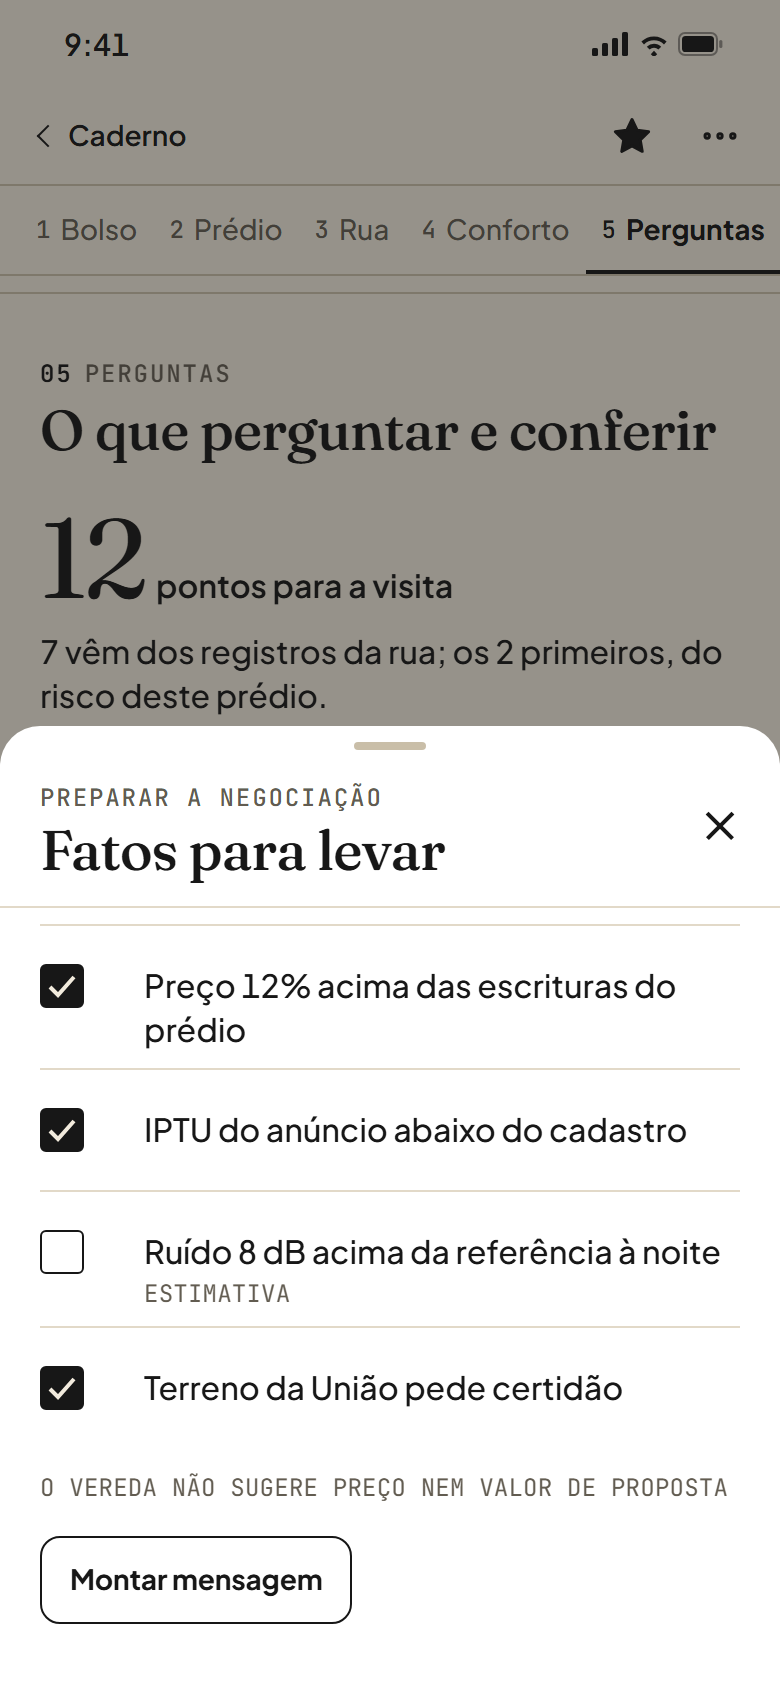 9:41
Caderno
1 Bolso 2 Prédio 3 Rua 4 Conforto 5 Perguntas
05 PERGUNTAS
O que perguntar e conferir
12 pontos para a visita
7 vêm dos registros da rua; os 2 primeiros, do
risco deste prédio.
PREPARAR A NEGOCIAÇÃO
Fatos para levar
Preço 12% acima das escrituras do
prédio
IPTU do anúncio abaixo do cadastro
Ruído 8 dB acima da referência à noite
ESTIMATIVA
Terreno da União pede certidão
O VEREDA NÃO SUGERE PREÇO NEM VALOR DE PROPOSTA
Montar mensagem